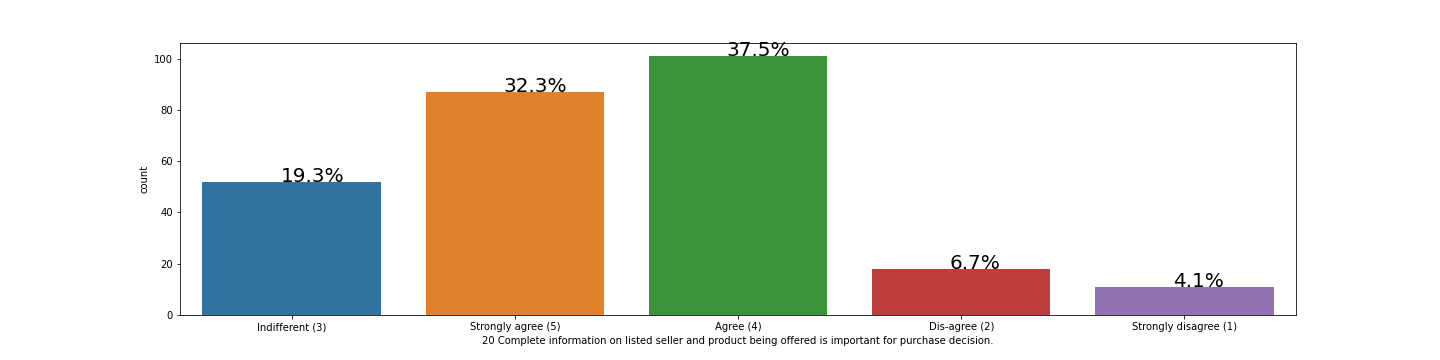 37.5%
100
32.3%
80
count
60
19.3%
40
20
6.7%
4.1%
0
Indifferent (3)
Strongly agree (5)
Agree (4)
Dis-agree (2)
Strongly disagree (1)
20 Complete information on listed seller and product being offered is important for purchase decision.